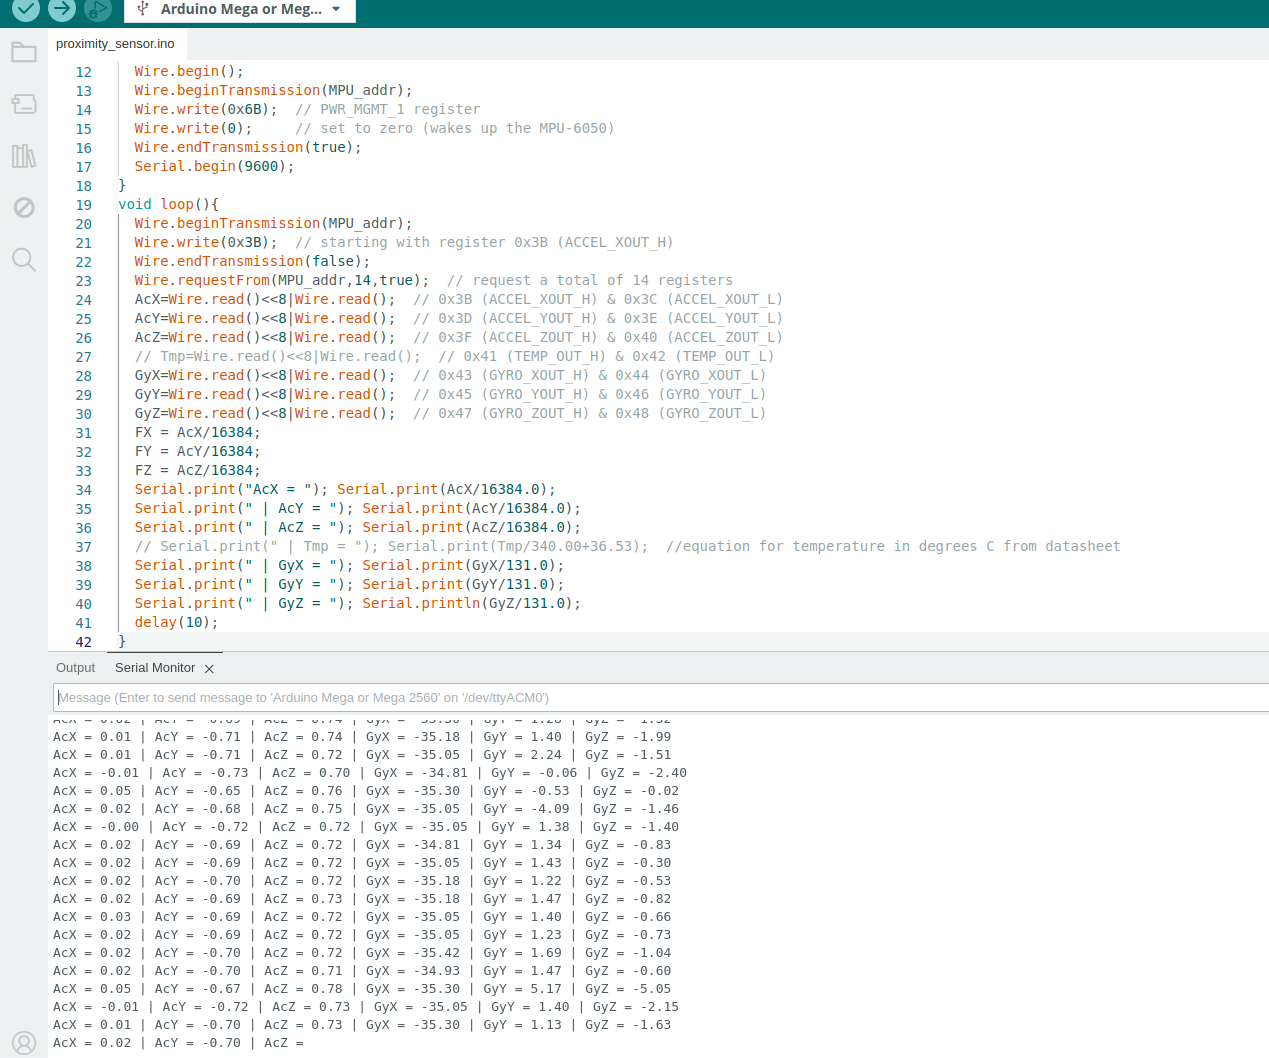 Arduino Mega or Meg...
proximity_sensor.ino
12 Wire.begin();
13 Wire.beginTransmission(MPU_addr);
14 Wire.write(0x6B);  // PWR_MGMT_1 register
15 Wire.write(0);     // set to zero (wakes up the MPU-6050)
16 Wire.endTransmission(true);
17 Serial.begin(9600);
18 }
19 void loop(){
20 Wire.beginTransmission(MPU_addr);
21 Wire.write(0x3B);  // starting with register 0x3B (ACCEL_XOUT_H)
22 Wire.endTransmission(false);
23 Wire.requestFrom(MPU_addr,14,true);  // request a total of 14 registers
24 AcX=Wire.read()<<8|Wire.read();  // 0x3B (ACCEL_XOUT_H) & 0x3C (ACCEL_XOUT_L)
25 AcY=Wire.read()<<8|Wire.read();  // 0x3D (ACCEL_YOUT_H) & 0x3E (ACCEL_YOUT_L)
26 AcZ=Wire.read()<<8|Wire.read();  // 0x3F (ACCEL_ZOUT_H) & 0x40 (ACCEL_ZOUT_L)
27 // Tmp=Wire.read()<<8|Wire.read();  // 0x41 (TEMP_OUT_H) & 0x42 (TEMP_OUT_L)
28 GyX=Wire.read()<<8|Wire.read();  // 0x43 (GYRO_XOUT_H) & 0x44 (GYRO_XOUT_L)
29 GyY=Wire.read()<<8|Wire.read();  // 0x45 (GYRO_YOUT_H) & 0x46 (GYRO_YOUT_L)
30 GyZ=Wire.read()<<8|Wire.read();  // 0x47 (GYRO_ZOUT_H) & 0x48 (GYRO_ZOUT_L)
31 FX = AcX/16384;
32 FY = AcY/16384;
33 FZ = AcZ/16384;
34 Serial.print("AcX = "); Serial.print(AcX/16384.0);
35 Serial.print(" | AcY = "); Serial.print(AcY/16384.0);
36 Serial.print(" | AcZ = "); Serial.print(AcZ/16384.0);
37 // Serial.print(" | Tmp = "); Serial.print(Tmp/340.00+36.53);  //equation for temperature in degrees C from datasheet
38 Serial.print(" | GyX = "); Serial.print(GyX/131.0);
39 Serial.print(" | GyY = "); Serial.print(GyY/131.0);
40 Serial.print(" | GyZ = "); Serial.println(GyZ/131.0);
41 delay(10);
42 }
Output Serial Monitor
Message (Enter to send message to 'Arduino Mega or Mega 2560' on '/dev/ttyACM0')
AcX = 0.01 | AcY = -0.71 | AcZ = 0.74 | GyX = -35.18 | GyY = 1.40 | GyZ = -1.99
AcX = 0.01 | AcY = -0.71 | AcZ = 0.72 | GyX = -35.05 | GyY = 2.24 | GyZ = -1.51
AcX = -0.01 | AcY = -0.73 | AcZ = 0.70 | GyX = -34.81 | GyY = -0.06 | GyZ = -2.40
AcX = 0.05 | AcY = -0.65 | AcZ = 0.76 | GyX = -35.30 | GyY = -0.53 | GyZ = -0.02
AcX = 0.02 | AcY = -0.68 | AcZ = 0.75 | GyX = -35.05 | GyY = -4.09 | GyZ = -1.46
AcX = -0.00 | AcY = -0.72 | AcZ = 0.72 | GyX = -35.05 | GyY = 1.38 | GyZ = -1.40
AcX = 0.02 | AcY = -0.69 | AcZ = 0.72 | GyX = -34.81 | GyY = 1.34 | GyZ = -0.83
AcX = 0.02 | AcY = -0.69 | AcZ = 0.72 | GyX = -35.05 | GyY = 1.43 | GyZ = -0.30
AcX = 0.02 | AcY = -0.70 | AcZ = 0.72 | GyX = -35.18 | GyY = 1.22 | GyZ = -0.53
AcX = 0.02 | AcY = -0.69 | AcZ = 0.73 | GyX = -35.18 | GyY = 1.47 | GyZ = -0.82
AcX = 0.03 | AcY = -0.69 | AcZ = 0.72 | GyX = -35.05 | GyY = 1.40 | GyZ = -0.66
AcX = 0.02 | AcY = -0.69 | AcZ = 0.72 | GyX = -35.05 | GyY = 1.23 | GyZ = -0.73
AcX = 0.02 | AcY = -0.70 | AcZ = 0.72 | GyX = -35.42 | GyY = 1.69 | GyZ = -1.04
AcX = 0.02 | AcY = -0.70 | AcZ = 0.71 | GyX = -34.93 | GyY = 1.47 | GyZ = -0.60
AcX = 0.05 | AcY = -0.67 | AcZ = 0.78 | GyX = -35.30 | GyY = 5.17 | GyZ = -5.05
AcX = -0.01 | AcY = -0.72 | AcZ = 0.73 | GyX = -35.05 | GyY = 1.40 | GyZ = -2.15
AcX = 0.01 | AcY = -0.70 | AcZ = 0.73 | GyX = -35.30 | GyY = 1.13 | GyZ = -1.63
AcX = 0.02 | AcY = -0.70 | AcZ =